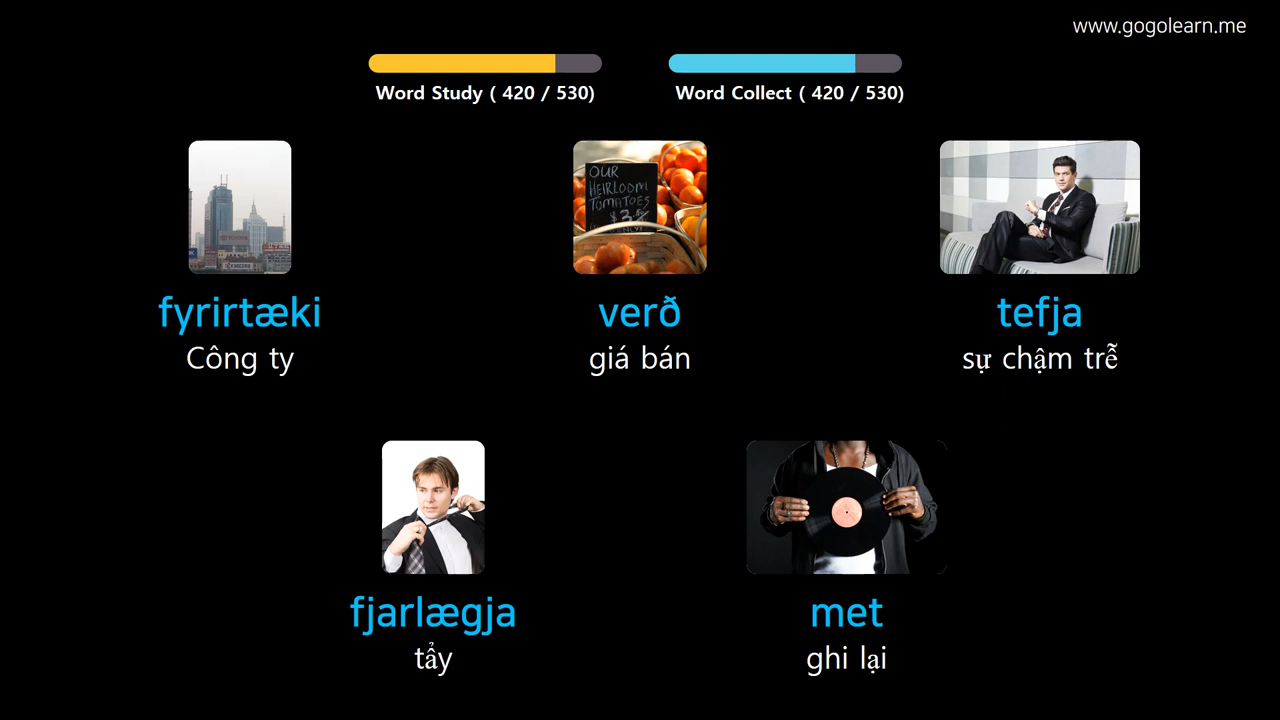 www.gogolearn.me
Word Study ( 420 / 530)
Word Collect ( 420 / 530)
OUR
HEIRLOOM
TOMATOES
fyrirtæki
Công ty
verð
giá bán
tefja
sự chậm trễ
fjarlægja
tẩy
met
ghi lại